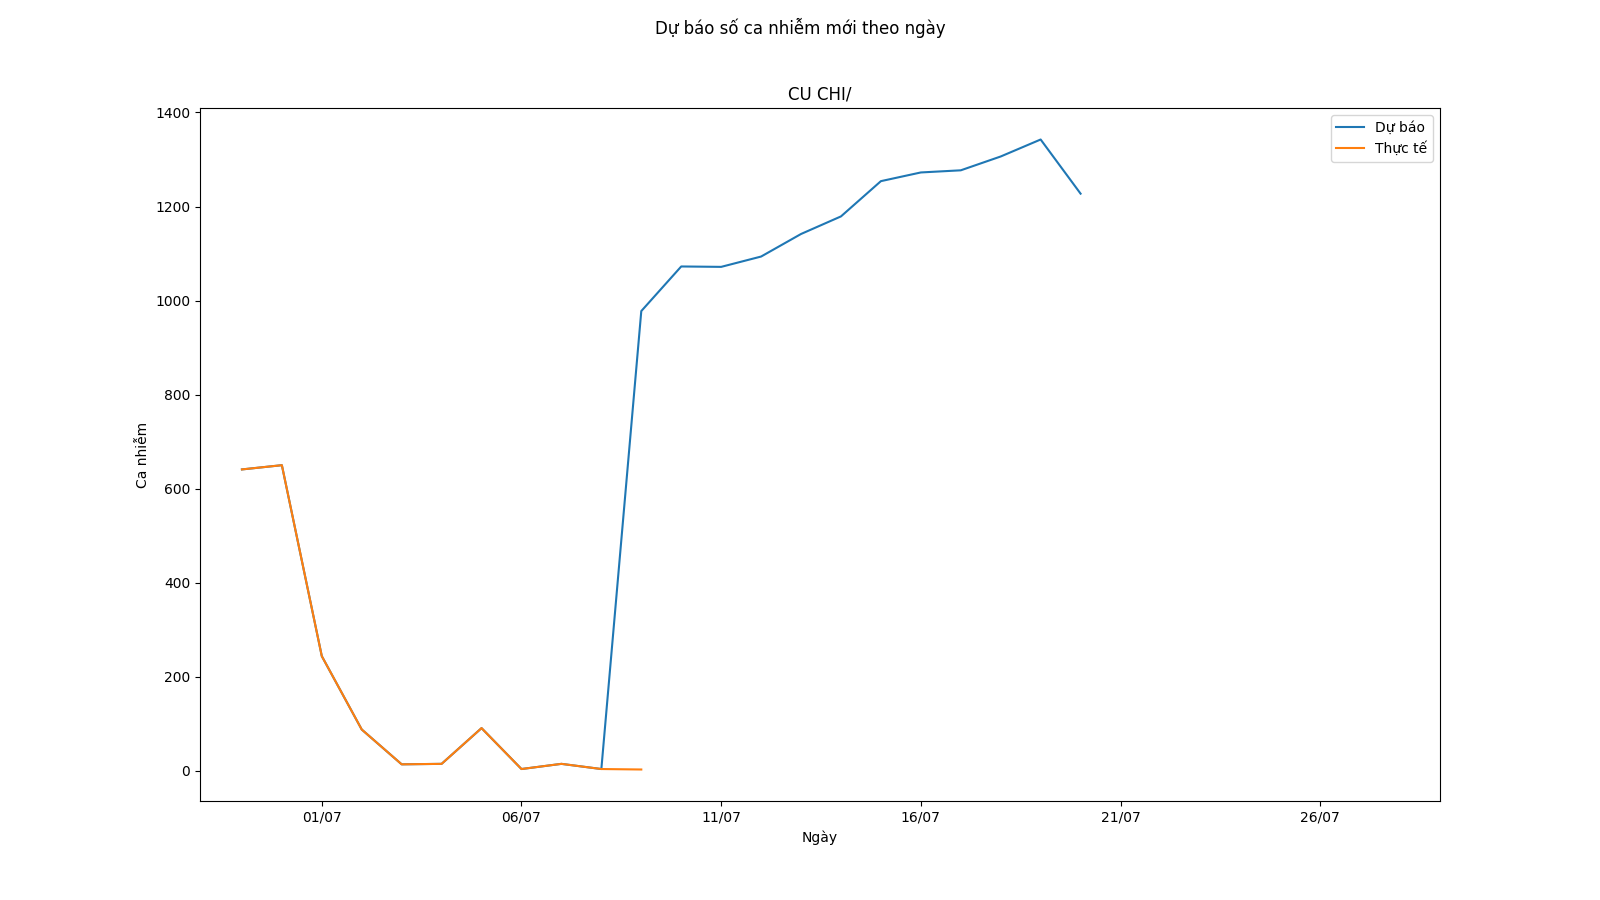 Dự báo số ca nhiễm mới theo ngày
CU CHI/
Dự báo
Thực tế
1400
1200
1000
800
600
400
200
0
Ca nhiễm
01/07
06/07
11/07
16/07
21/07
26/07
Ngày